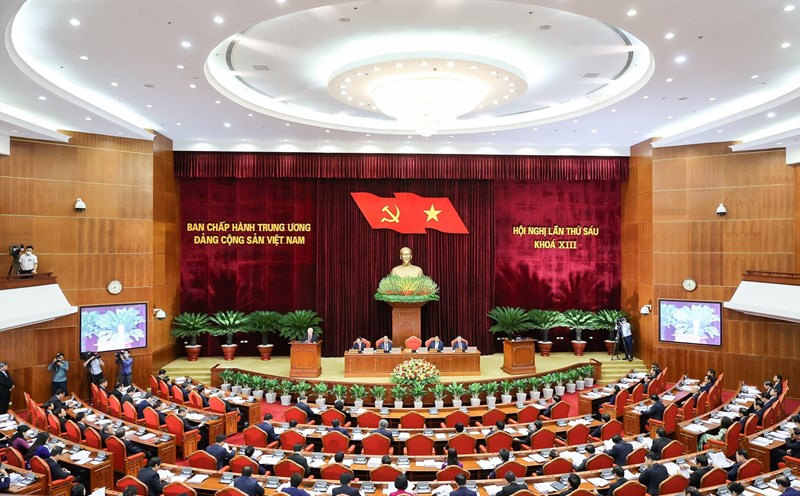 BAN CHẤP HÀNH TRUNG ƯƠNG
ĐẢNG CỘNG SẢN VIỆT NAM
HỘI NGHỊ LẦN THỨ SÁU
KHOÁ XIII